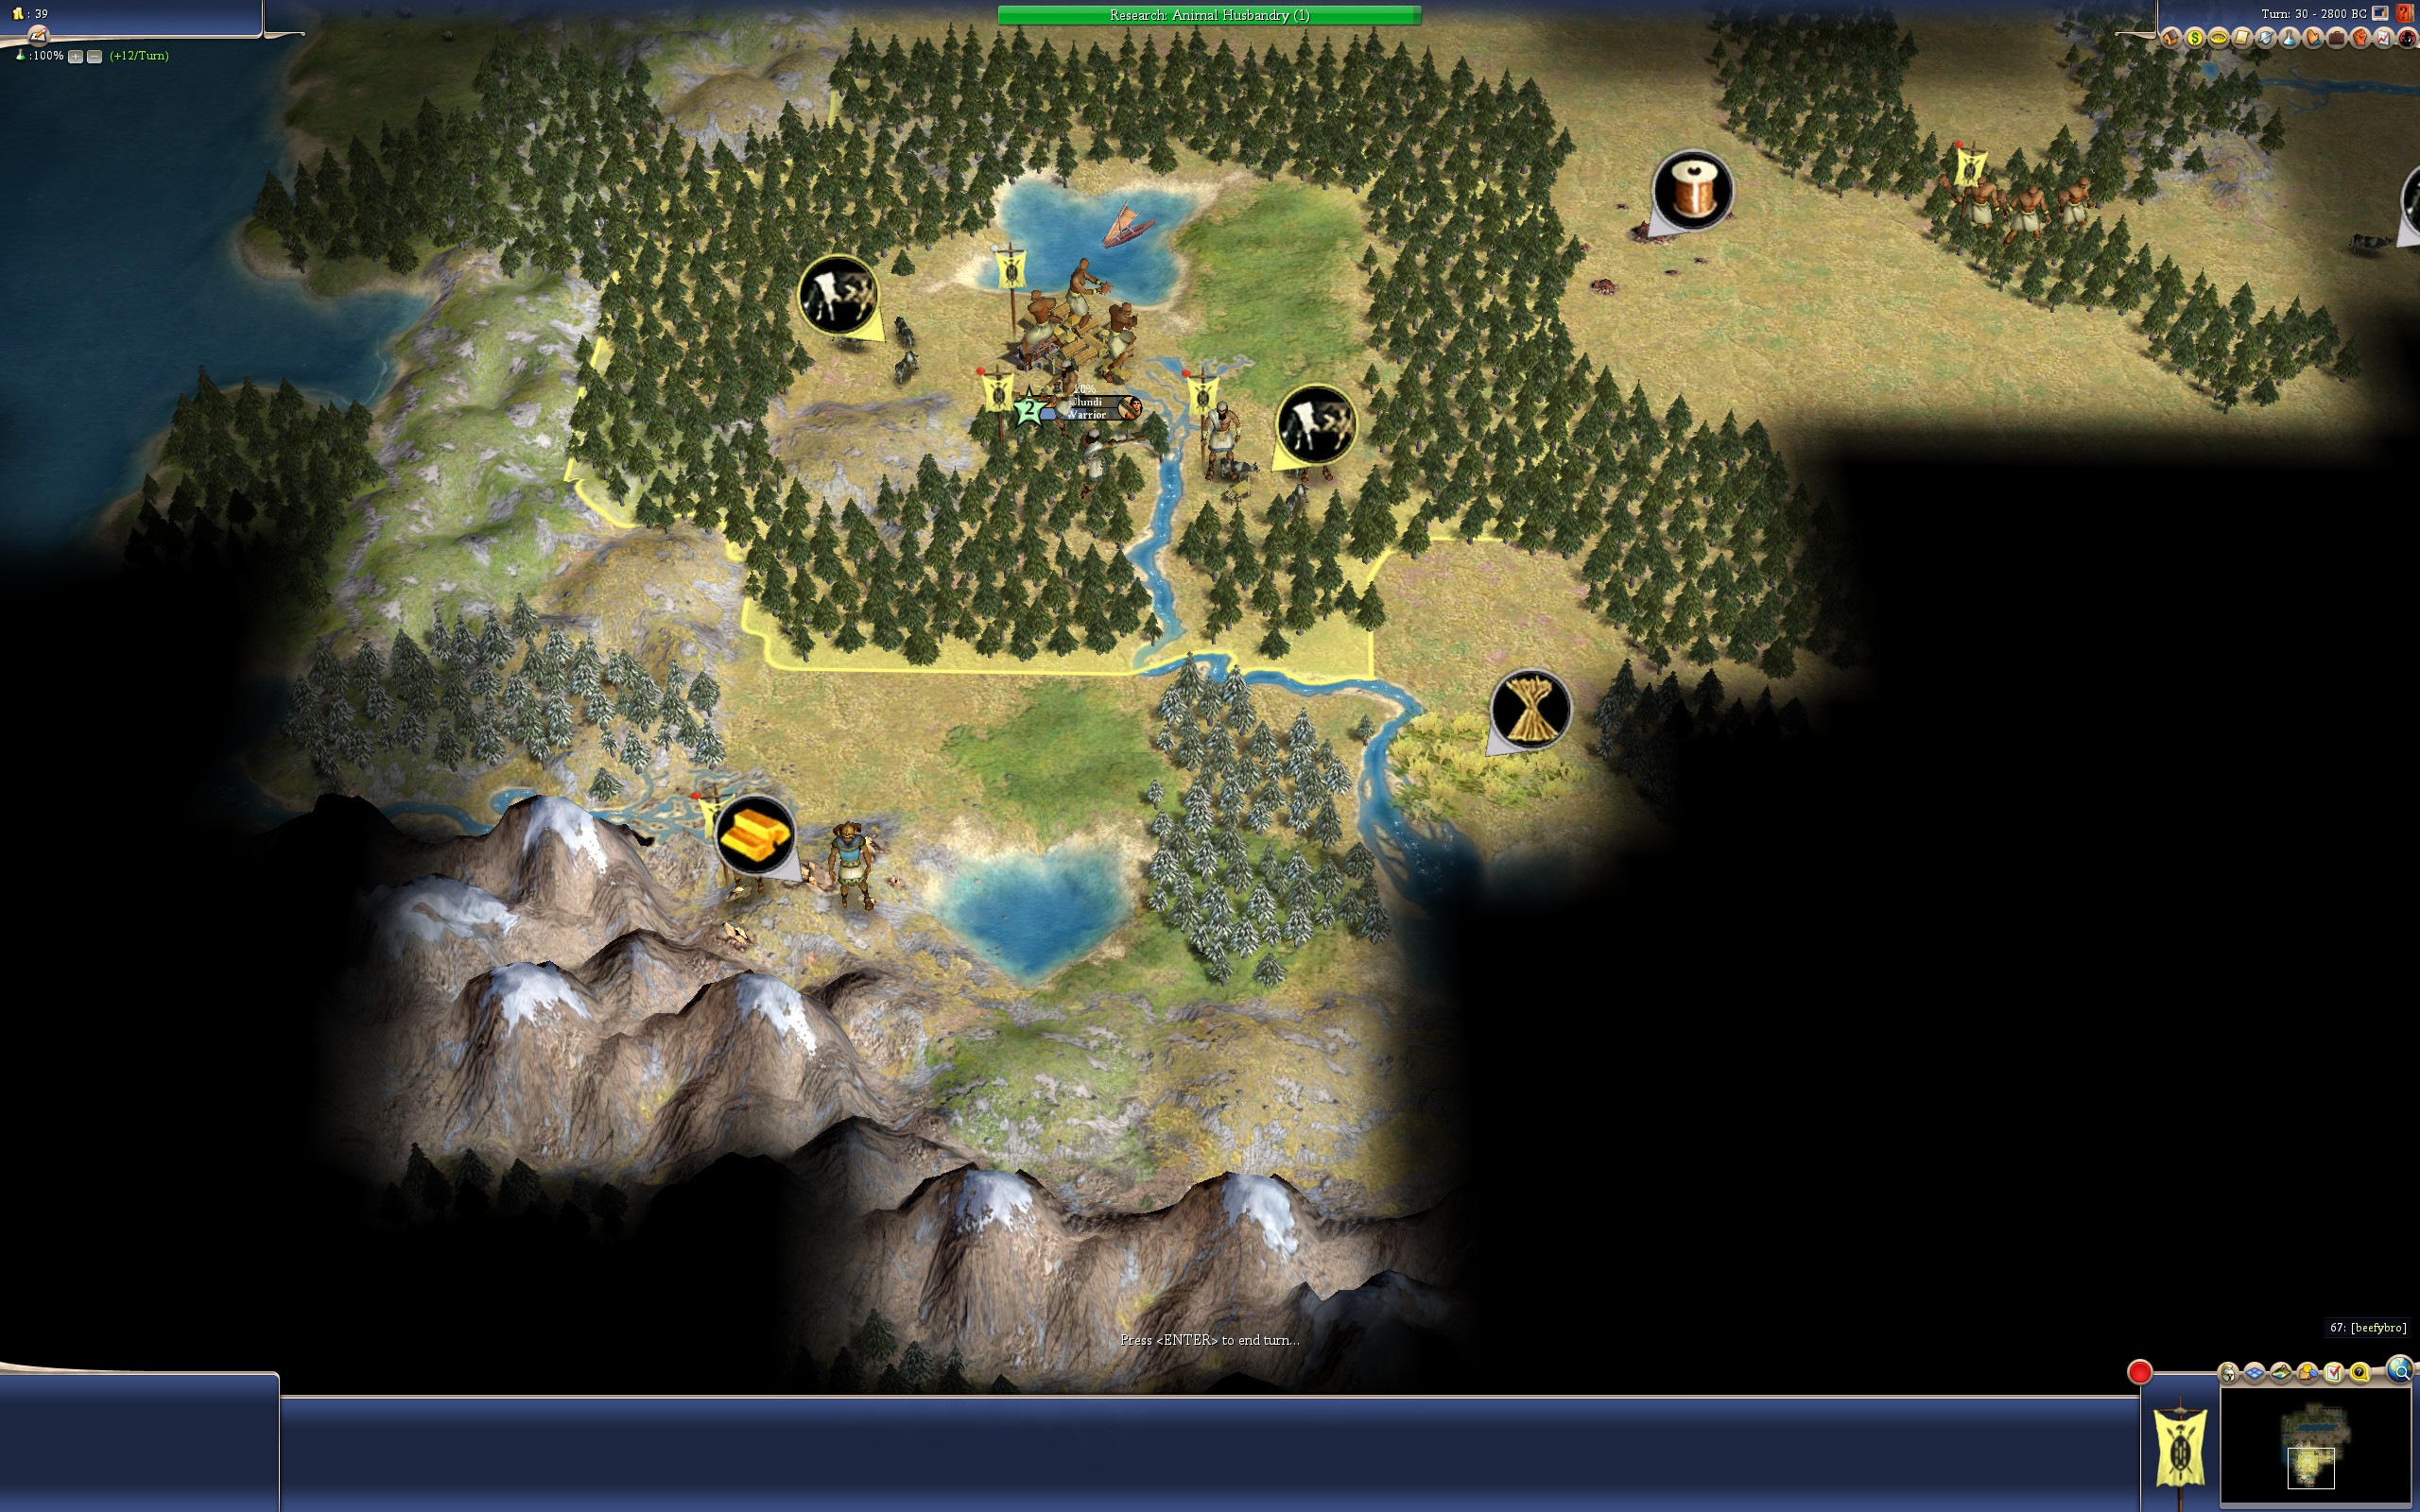 : 39
Research: Animal Husbandry (1)
Turn: 30 - 2800 BC
:100%
(+12/Turn)
2
Warrior
Press <ENTER> to end turn...
67: [beefybro]